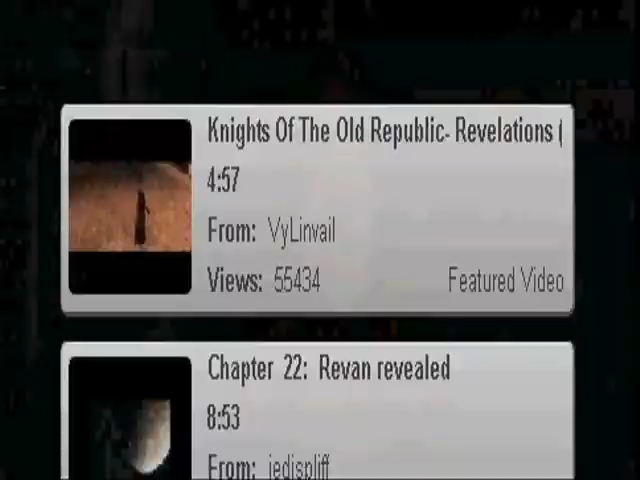 Knights Of The Old Republic- Revelations (
4:57
From: VyLinvail
Views: 55434
Featured Video
Chapter 22: Revan revealed
8:53
From: jedispliff